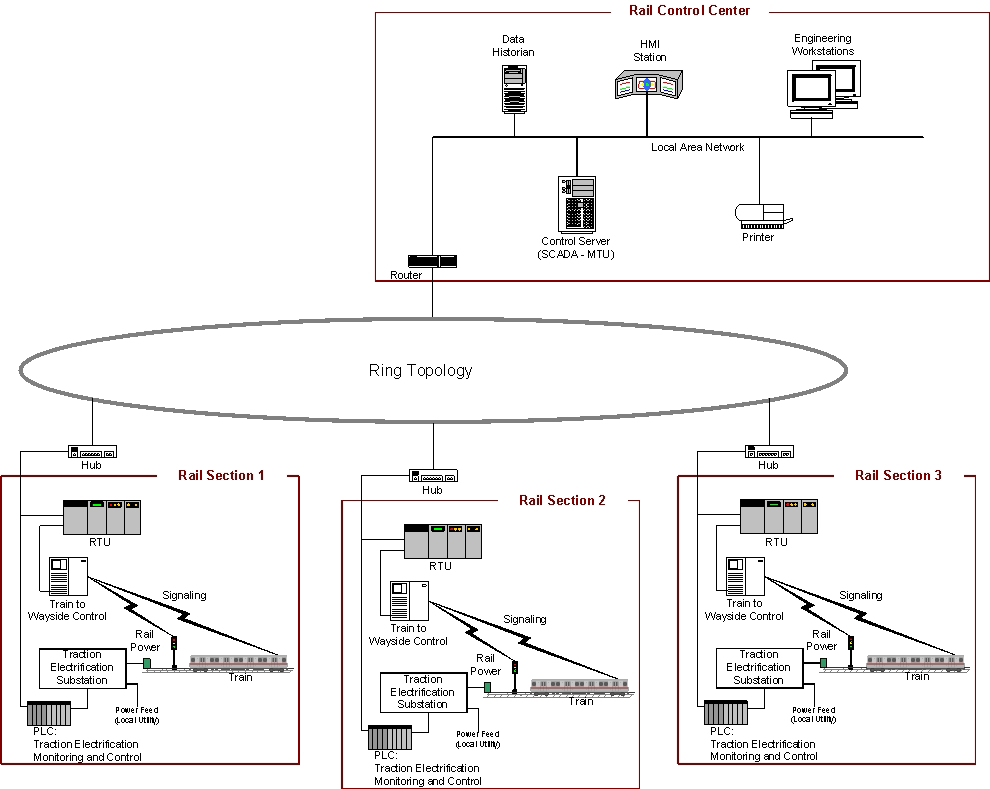 Rail Control Center
Data
Historian
HMI
Station
Engineering
Workstations
Local Area Network
Control Server
(SCADA - MTU)
Printer
Router
Ring Topology
Hub
Rail Section 1
RTU
Train to
Wayside Control
Signaling
Rail
Power
Traction
Electrification
Substation
Train
Power Feed
(Local Utility)
PLC:
Traction Electrification
Monitoring and Control
Hub
Rail Section 2
RTU
Train to
Wayside Control
Signaling
Rail
Power
Traction
Electrification
Substation
Train
Power Feed
(Local Utility)
PLC:
Traction Electrification
Monitoring and Control
Hub
Rail Section 3
RTU
Train to
Wayside Control
Signaling
Rail
Power
Traction
Electrification
Substation
Train
Power Feed
(Local Utility)
PLC:
Traction Electrification
Monitoring and Control